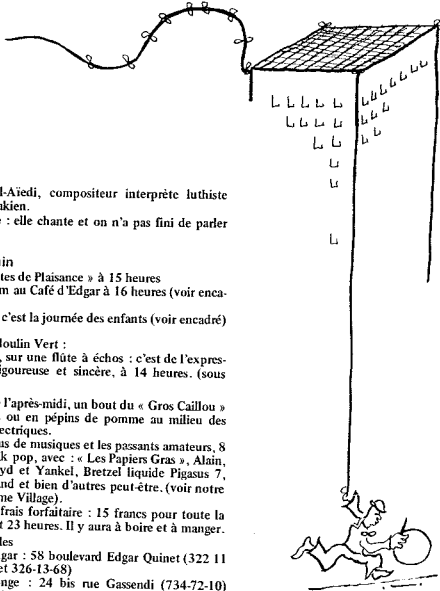 l-Aïedi, compositeur interprète luthiste
ıkien.
: elle chante et on n'a pas fini de parler
in
tes de Plaisance » à 15 heures
m au Café d'Edgar à 16 heures (voir enca-
c'est la journée des enfants (voir encadré)
Moulin Vert :
, sur une flûte à échos : c'est de l'expres-
igoureuse et sincère, à 14 heures. (sous
e l'après-midi, un bout du « Gros Caillou »
ou en pépins de pomme au milieu des
ectriques.
us de musiques et les passants amateurs, 8
k pop, avec : « Les Papiers Gras », Alain,
yd et Yankel, Bretzel liquide Pigasus 7,
and et bien d'autres peut-être. (voir notre
me Village).
frais forfaitaire : 15 francs pour toute la
t 23 heures. Il y aura à boire et à manger.
les
gar : 58 boulevard Edgar Quinet (322 11
et 326-13-68)
nge : 24 bis rue Gassendi (734-72-10)